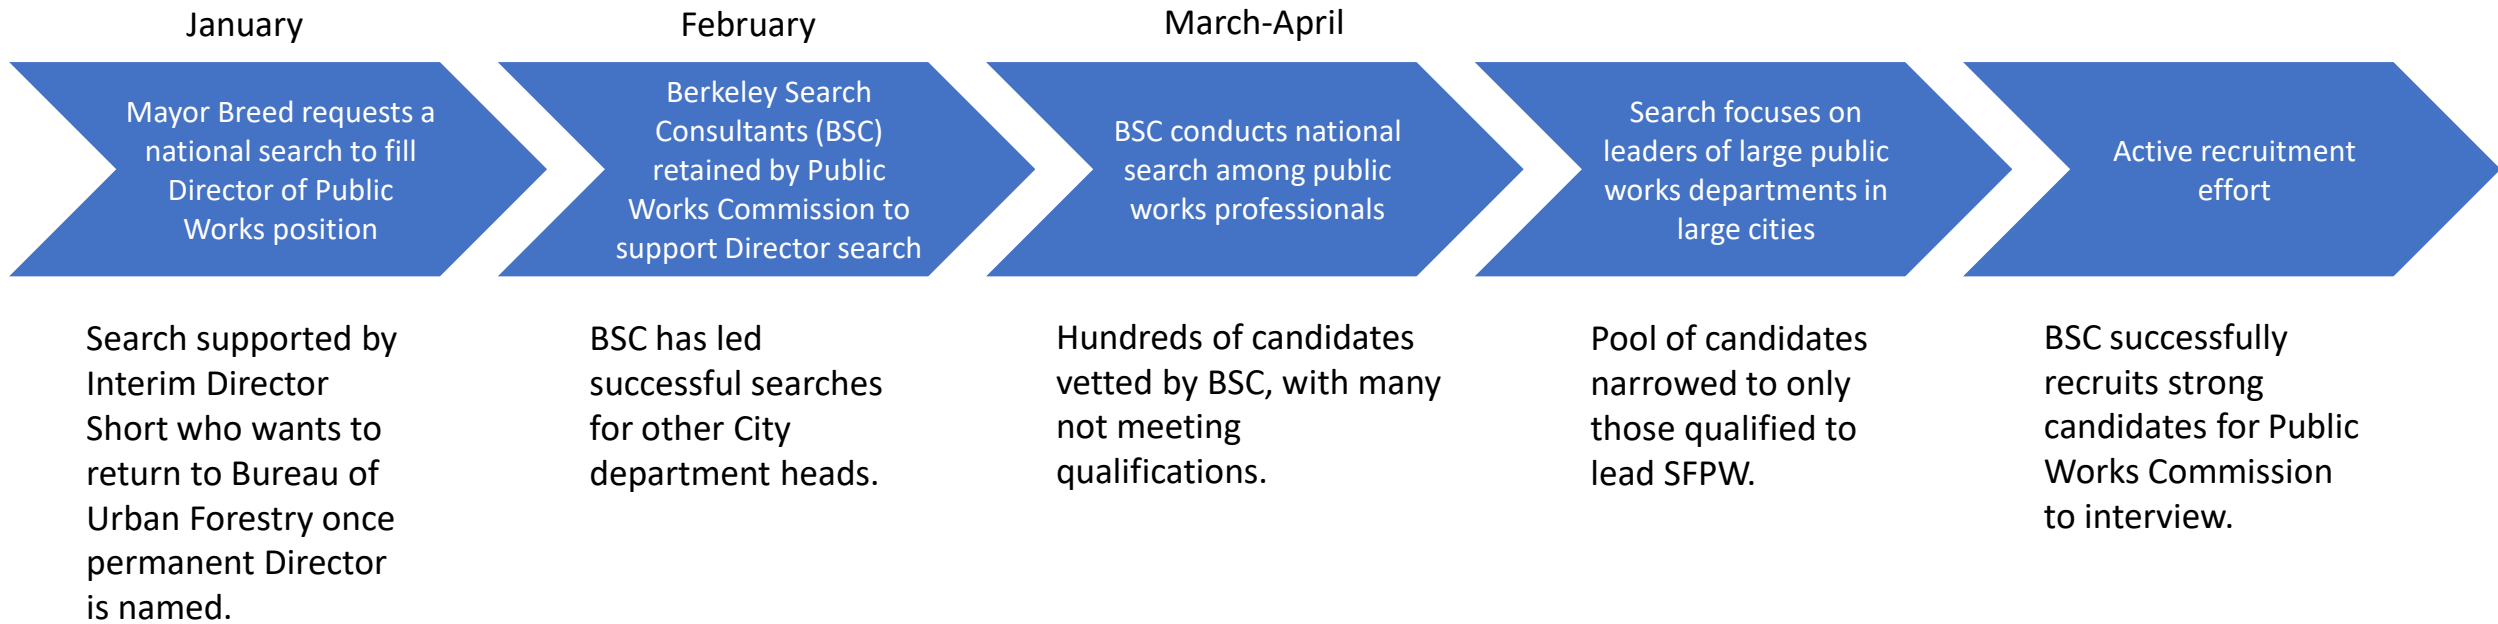 January
Mayor Breed requests a
national search to fill
Director of Public
Works position
Search supported by
Interim Director
Short who wants to
return to Bureau of
Urban Forestry once
permanent Director
is named.
February
Berkeley Search
Consultants (BSC)
retained by Public
Works Commission to
support Director search
BSC has led
successful searches
for other City
department heads.
March-April
BSC conducts national
search among public
works professionals
Hundreds of candidates
vetted by BSC, with many
not meeting
qualifications.
Search focuses on
leaders of large public
works departments in
large cities
Pool of candidates
narrowed to only
those qualified to
lead SFPW.
Active recruitment
effort
BSC successfully
recruits strong
candidates for Public
Works Commission
to interview.